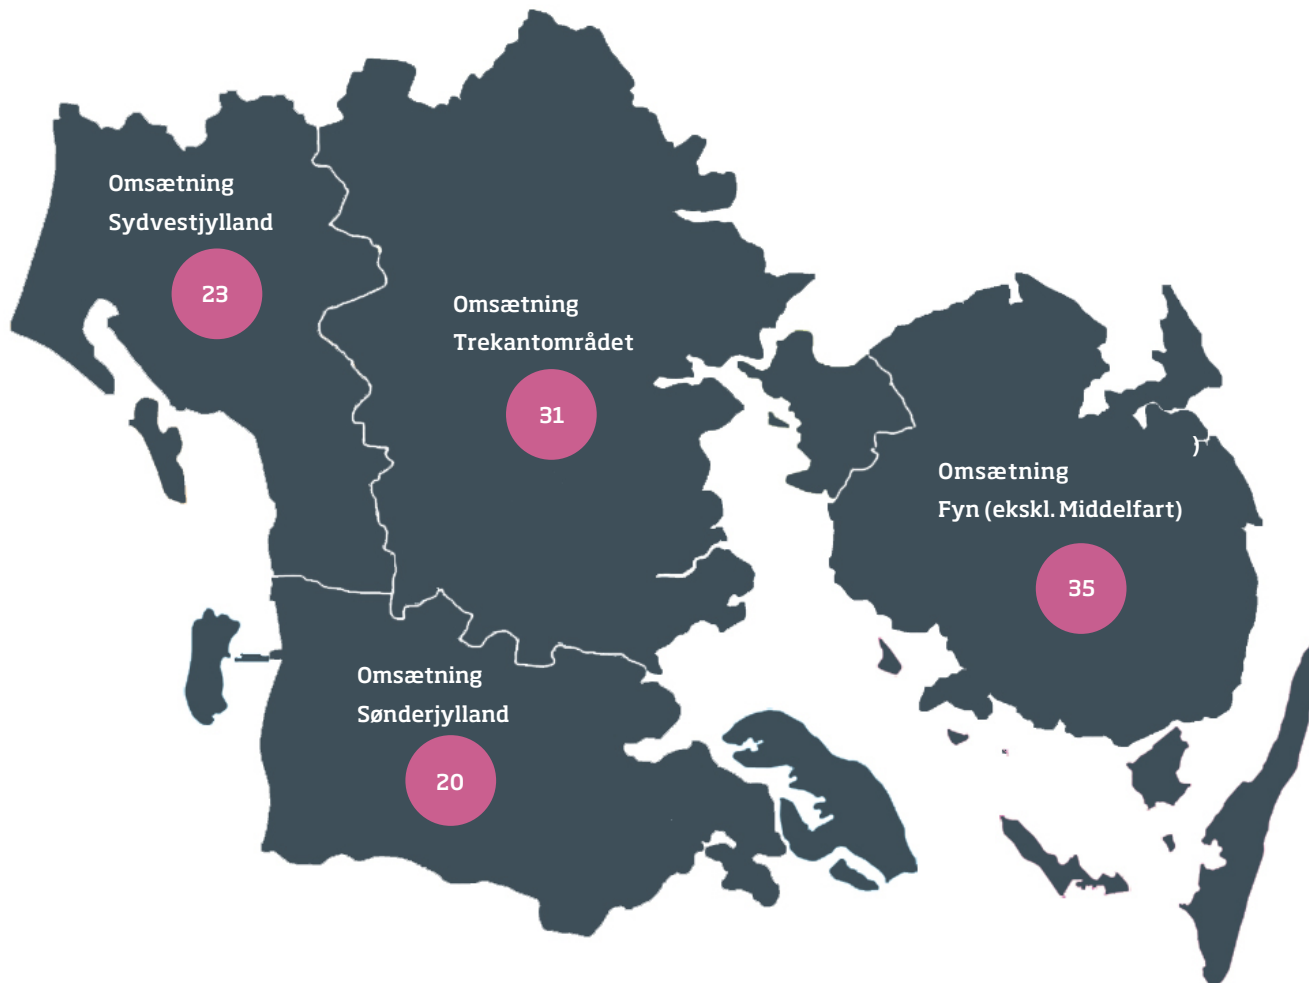 Omsætning
Sydvestjylland
23
Omsætning
Trekantområdet
31
Omsætning
Fyn (ekskl. Middelfart)
35
)
Omsætning
Sønderjylland
20